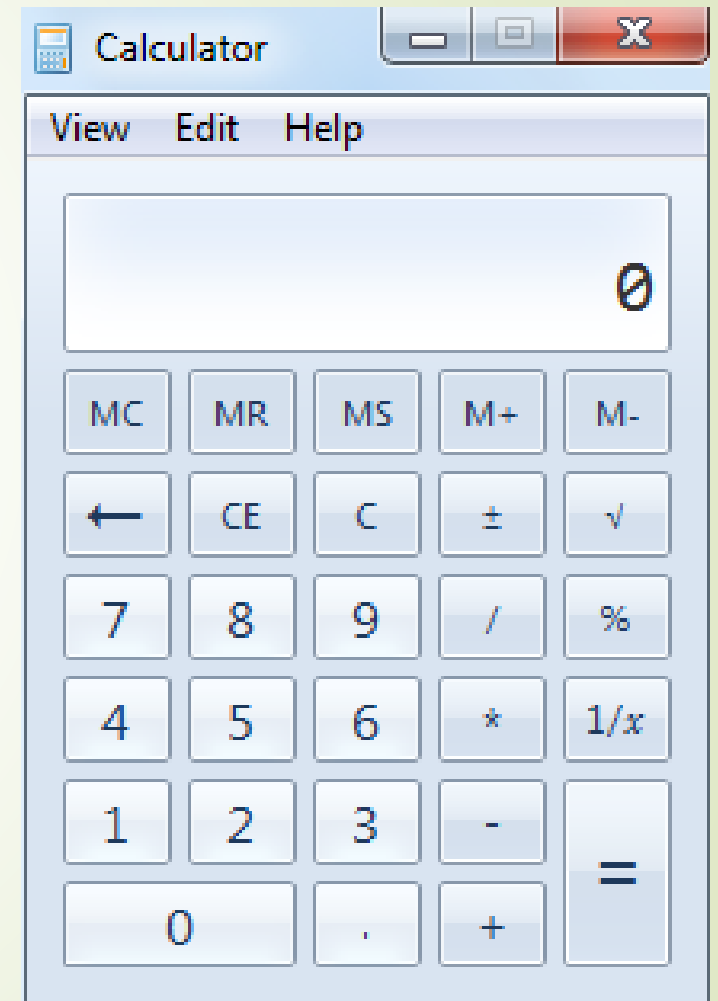 Calculator
View Edit Help
0
MC MR MS M+ M-
← CE C ± √
7 8 9 / %
4 5 6 * 1/x
1 2 3 - =
0 . +